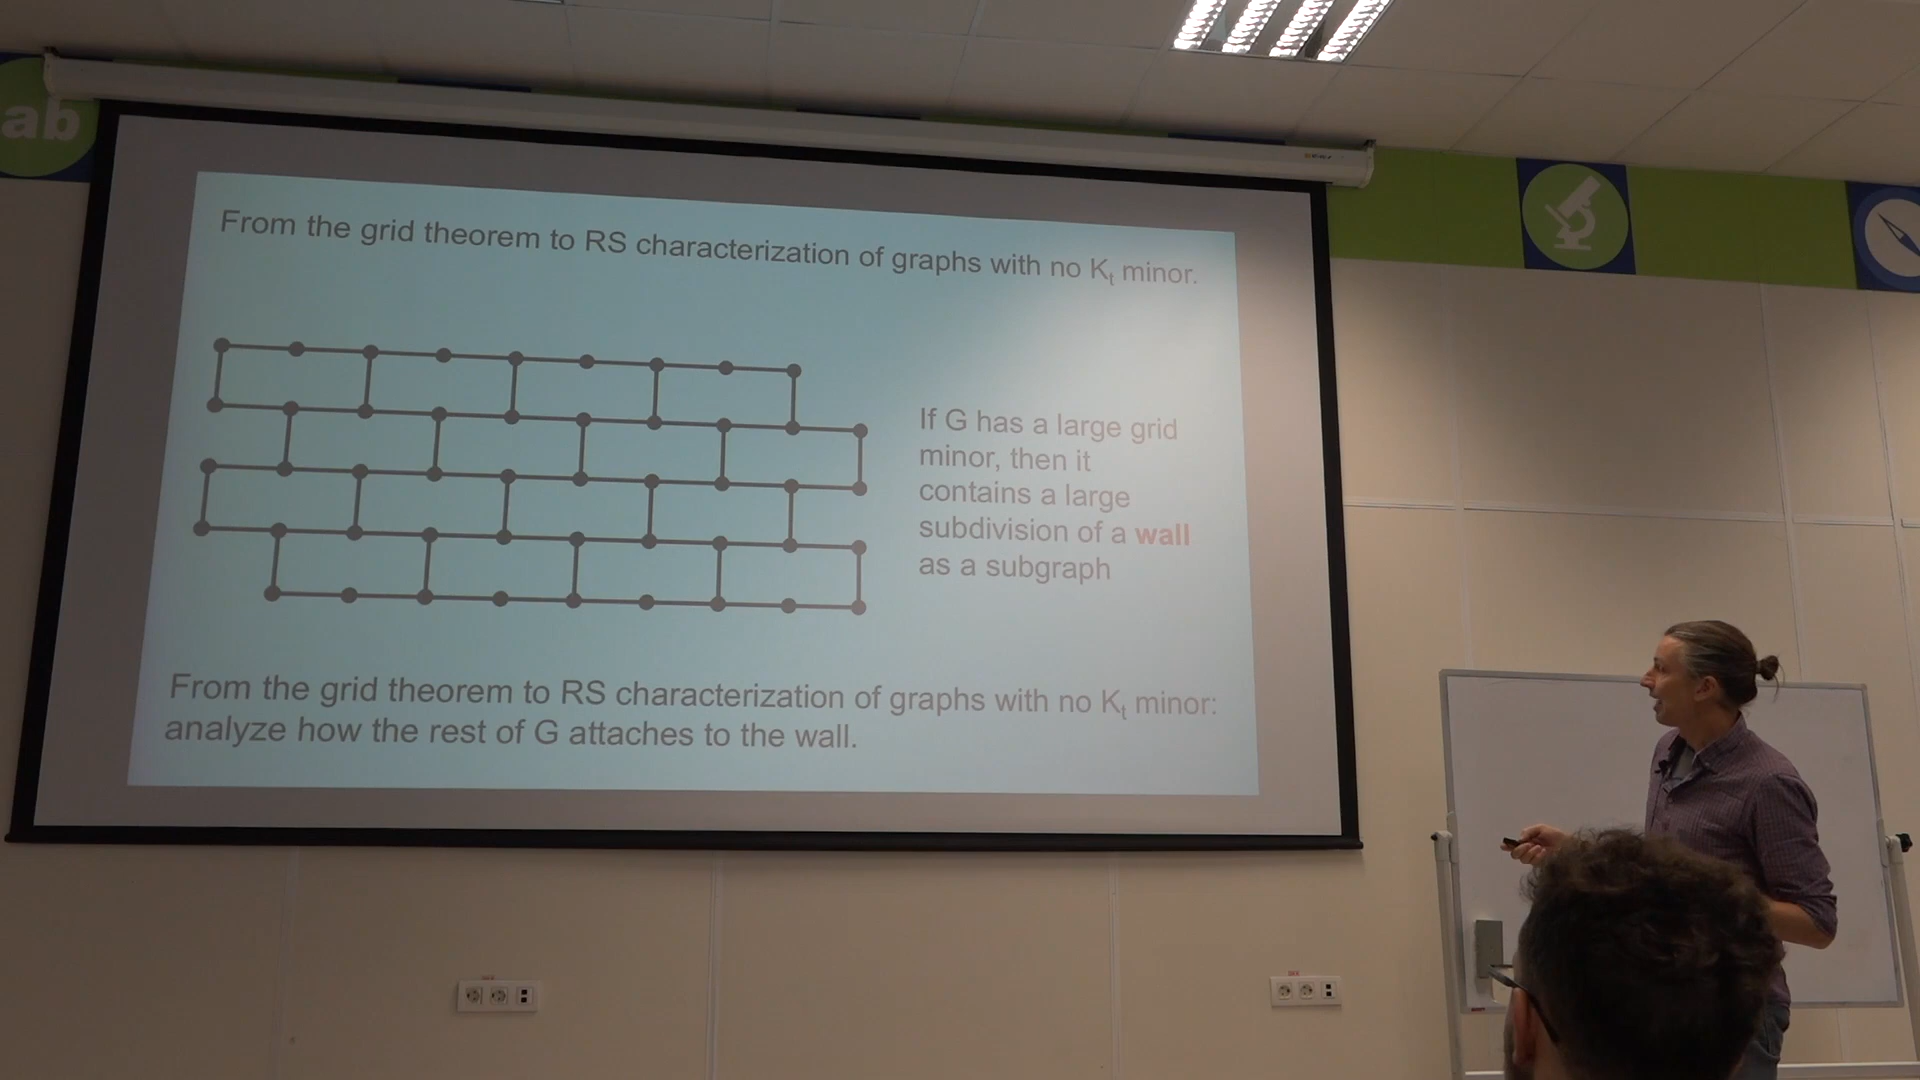 ab
From the grid theorem to RS characterization of graphs with no Kt minor.
If G has a large grid
minor, then it
contains a large
subdivision of a wall
as a subgraph
From the grid theorem to RS characterization of graphs with no Kt minor:
analyze how the rest of G attaches to the wall.